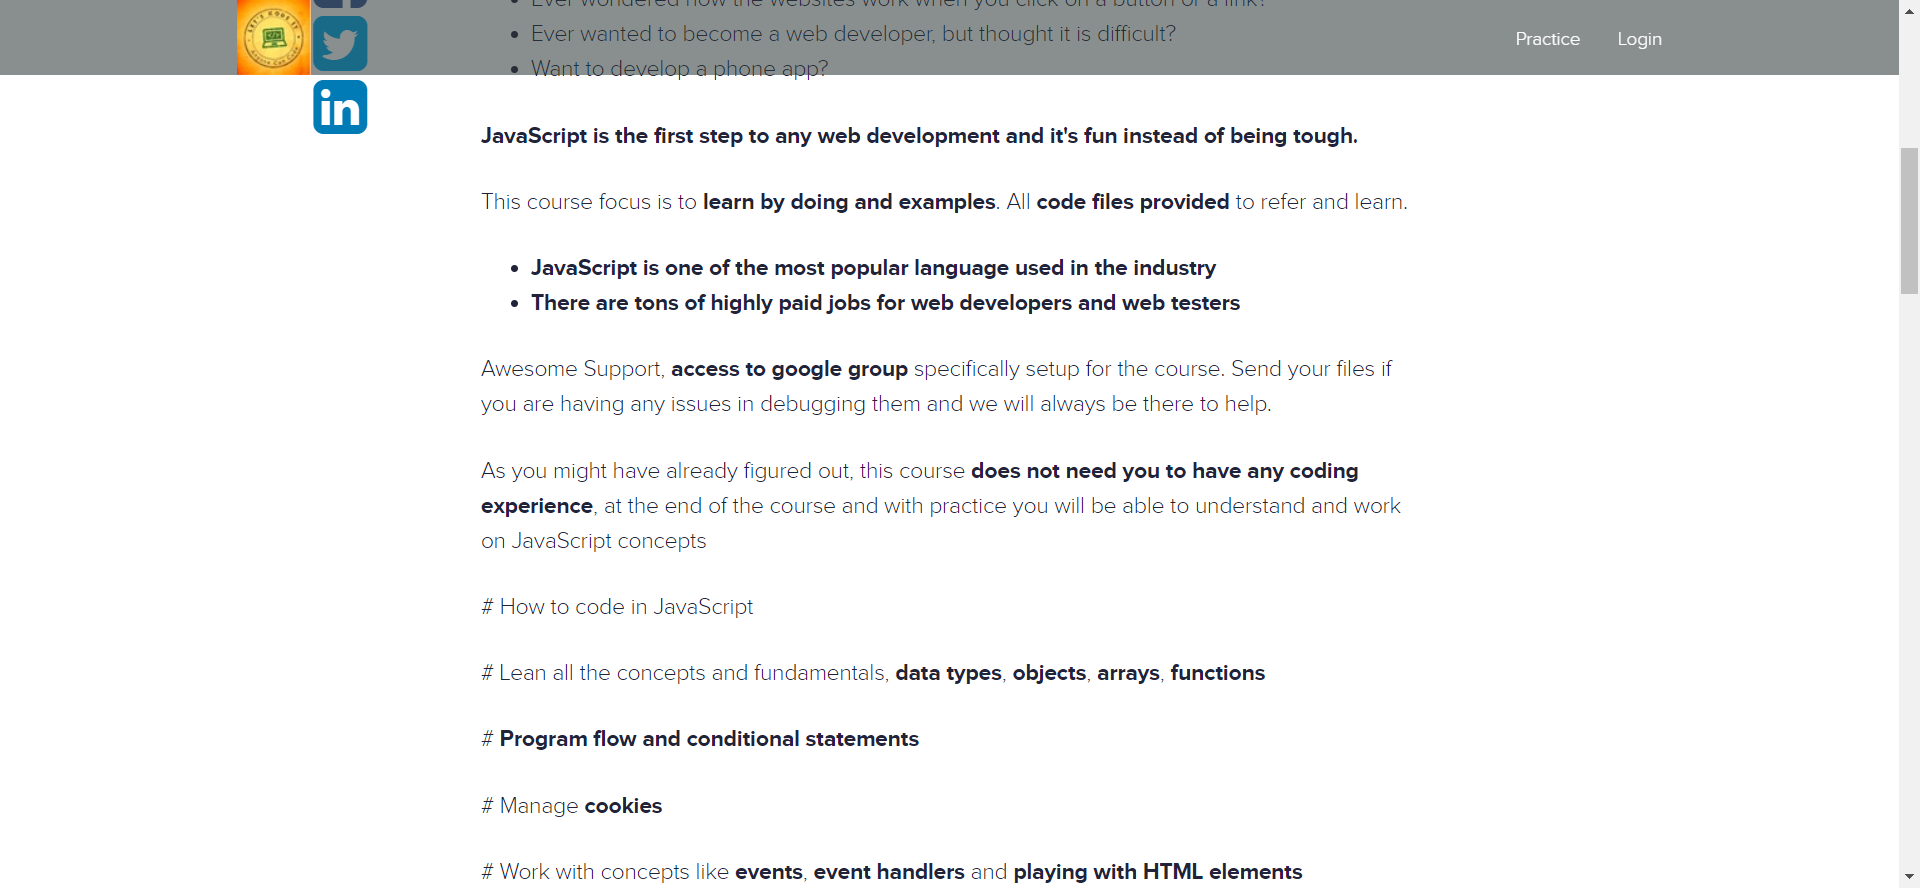 Ever wondered how the websites work when you click on a button or a link?
Ever wanted to become a web developer, but thought it is difficult?
Practice
Login
Want to develop a phone app?
in
JavaScript is the first step to any web development and it's fun instead of being tough.
This course focus is to learn by doing and examples. All code files provided to refer and learn.
JavaScript is one of the most popular language used in the industry
There are tons of highly paid jobs for web developers and web testers
Awesome Support, access to google group specifically setup for the course. Send your files if
you are having any issues in debugging them and we will always be there to help.
As you might have already figured out, this course does not need you to have any coding
experience, at the end of the course and with practice you will be able to understand and work
on JavaScript concepts
# How to code in JavaScript
# Lean all the concepts and fundamentals, data types, objects, arrays, functions
# Program flow and conditional statements
# Manage cookies
# Work with concepts like events, event handlers and playing with HTML elements